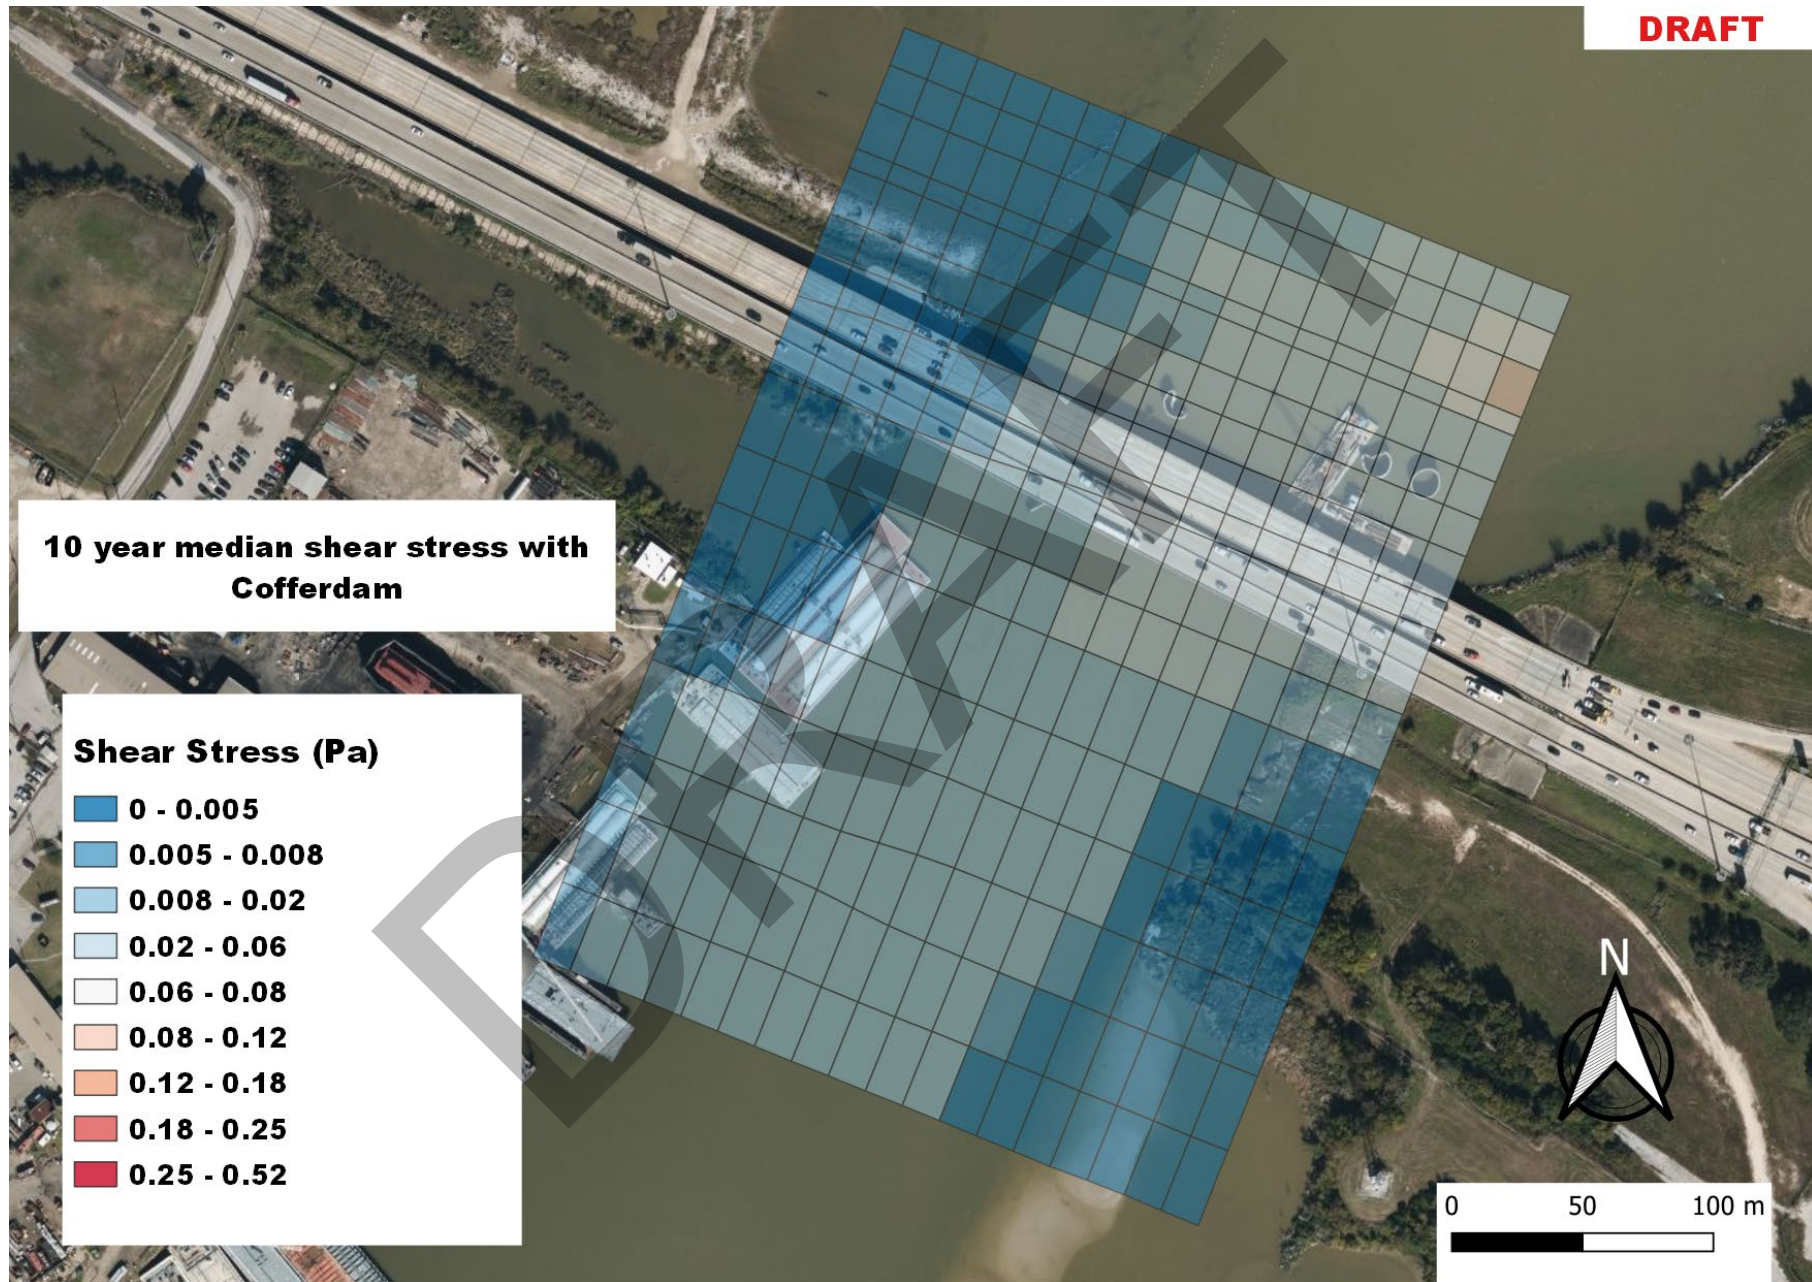 DRAFT
DRAFT
10 year median shear stress with
Cofferdam
Shear Stress (Pa)
0 - 0.005
0.005 - 0.008
0.008 - 0.02
0.02 - 0.06
0.06 - 0.08
0.08 - 0.12
0.12 - 0.18
0.18 - 0.25
0.25 - 0.52
N
0 50 100 m